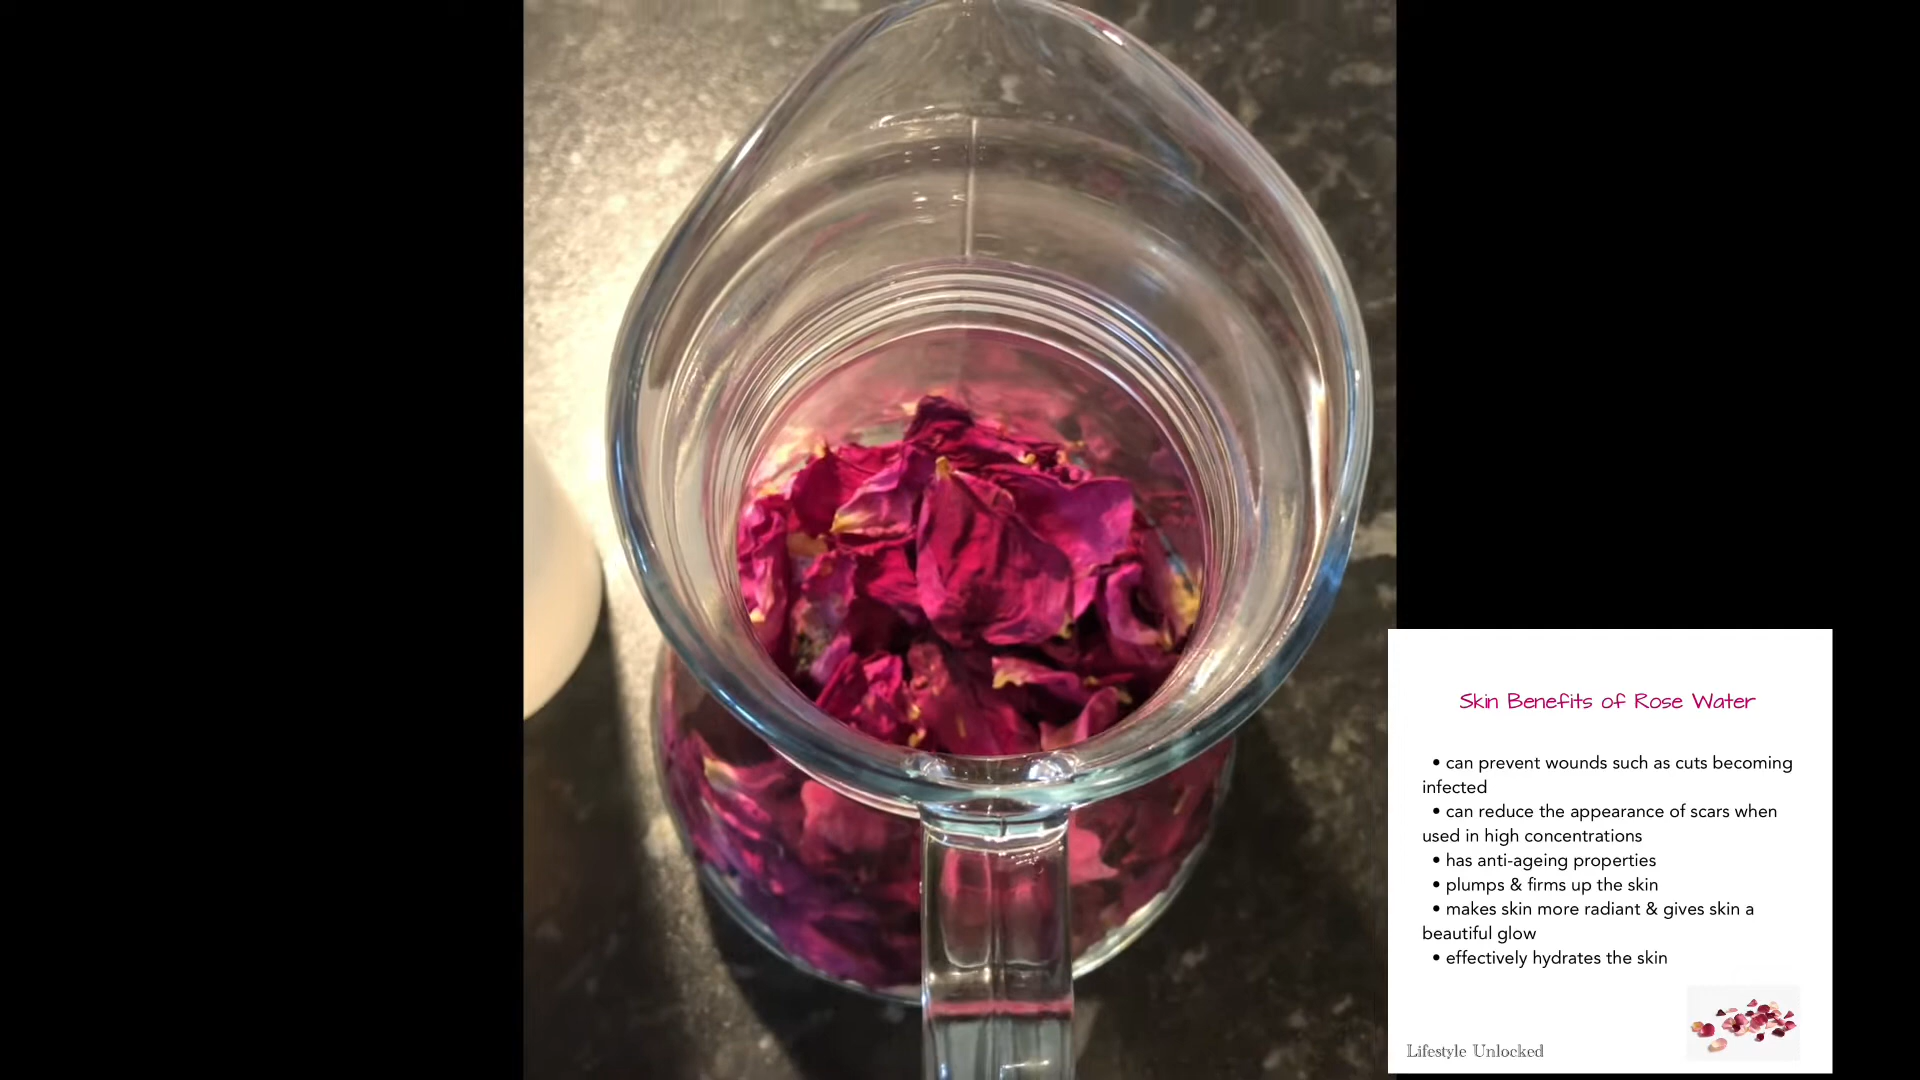 Skin Benefits of Rose Water
• can prevent wounds such as cuts becoming
infected
• can reduce the appearance of scars when
used in high concentrations
• has anti-ageing properties
• plumps & firms up the skin
• makes skin more radiant & gives skin a
beautiful glow
• effectively hydrates the skin
Lifestyle Unlocked